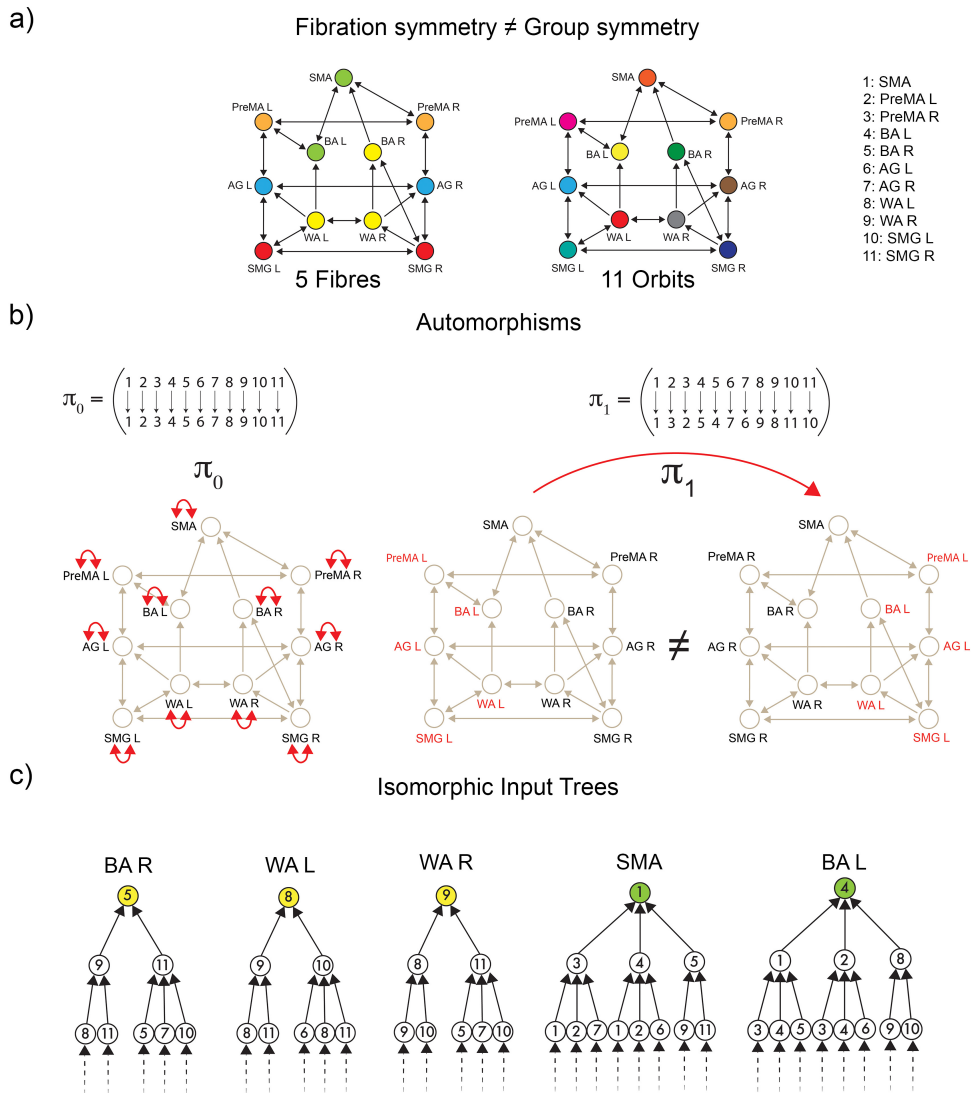 a)
Fibration symmetry ≠ Group symmetry
SMA
PreMA L
PreMA R
BA L
BA R
AG L
AG R
WA L
WA R
SMG L
SMG R
5 Fibres
SMA
PreMA L
PreMA R
BA L
BA R
AG L
AG R
WA L
WA R
SMG L
SMG R
11 Orbits
1: SMA
2: PreMA L
3: PreMA R
4: BA L
5: BA R
6: AG L
7: AG R
8: WA L
9: WA R
10: SMG L
11: SMG R
b)
Automorphisms
π0 =
1 2 3 4 5 6 7 8 9 10 11
1 2 3 4 5 6 7 8 9 10 11
π1 =
1 2 3 4 5 6 7 8 9 10 11
1 3 2 5 4 7 6 9 8 11 10
π0
SMA
PreMA L
PreMA R
BA L
BA R
AG L
AG R
WA L
WA R
SMG L
SMG R
π1
SMA
PreMA L
PreMA R
BA L
BA R
AG L
AG R
WA L
WA R
SMG L
SMG R
≠
SMA
PreMA R
PreMA L
BA R
BA L
AG R
AG L
WA R
WA L
SMG R
SMG L
c)
Isomorphic Input Trees
BA R
5
9 11
8 11 5 7 10
WA L
8
9 10
8 11 6 8 11
WA R
9
8 11
9 10 5 7 10
SMA
1
3 4 5
1 2 7 1 2 6 9 11
BA L
4
1 2 8
3 4 5 3 4 6 9 10